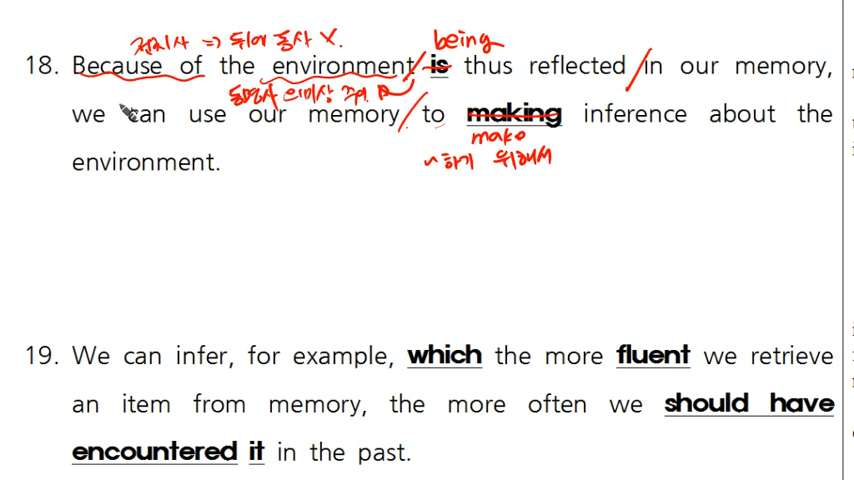 전치사 => 뒤에 동사 X. being
18. Because of the environment is thus reflected in our memory,
동명사 의미상 주어
we can use our memory to making inference about the
make
~하기 위해서
environment.
19. We can infer, for example, which the more fluent we retrieve
an item from memory, the more often we should have
encountered it in the past.